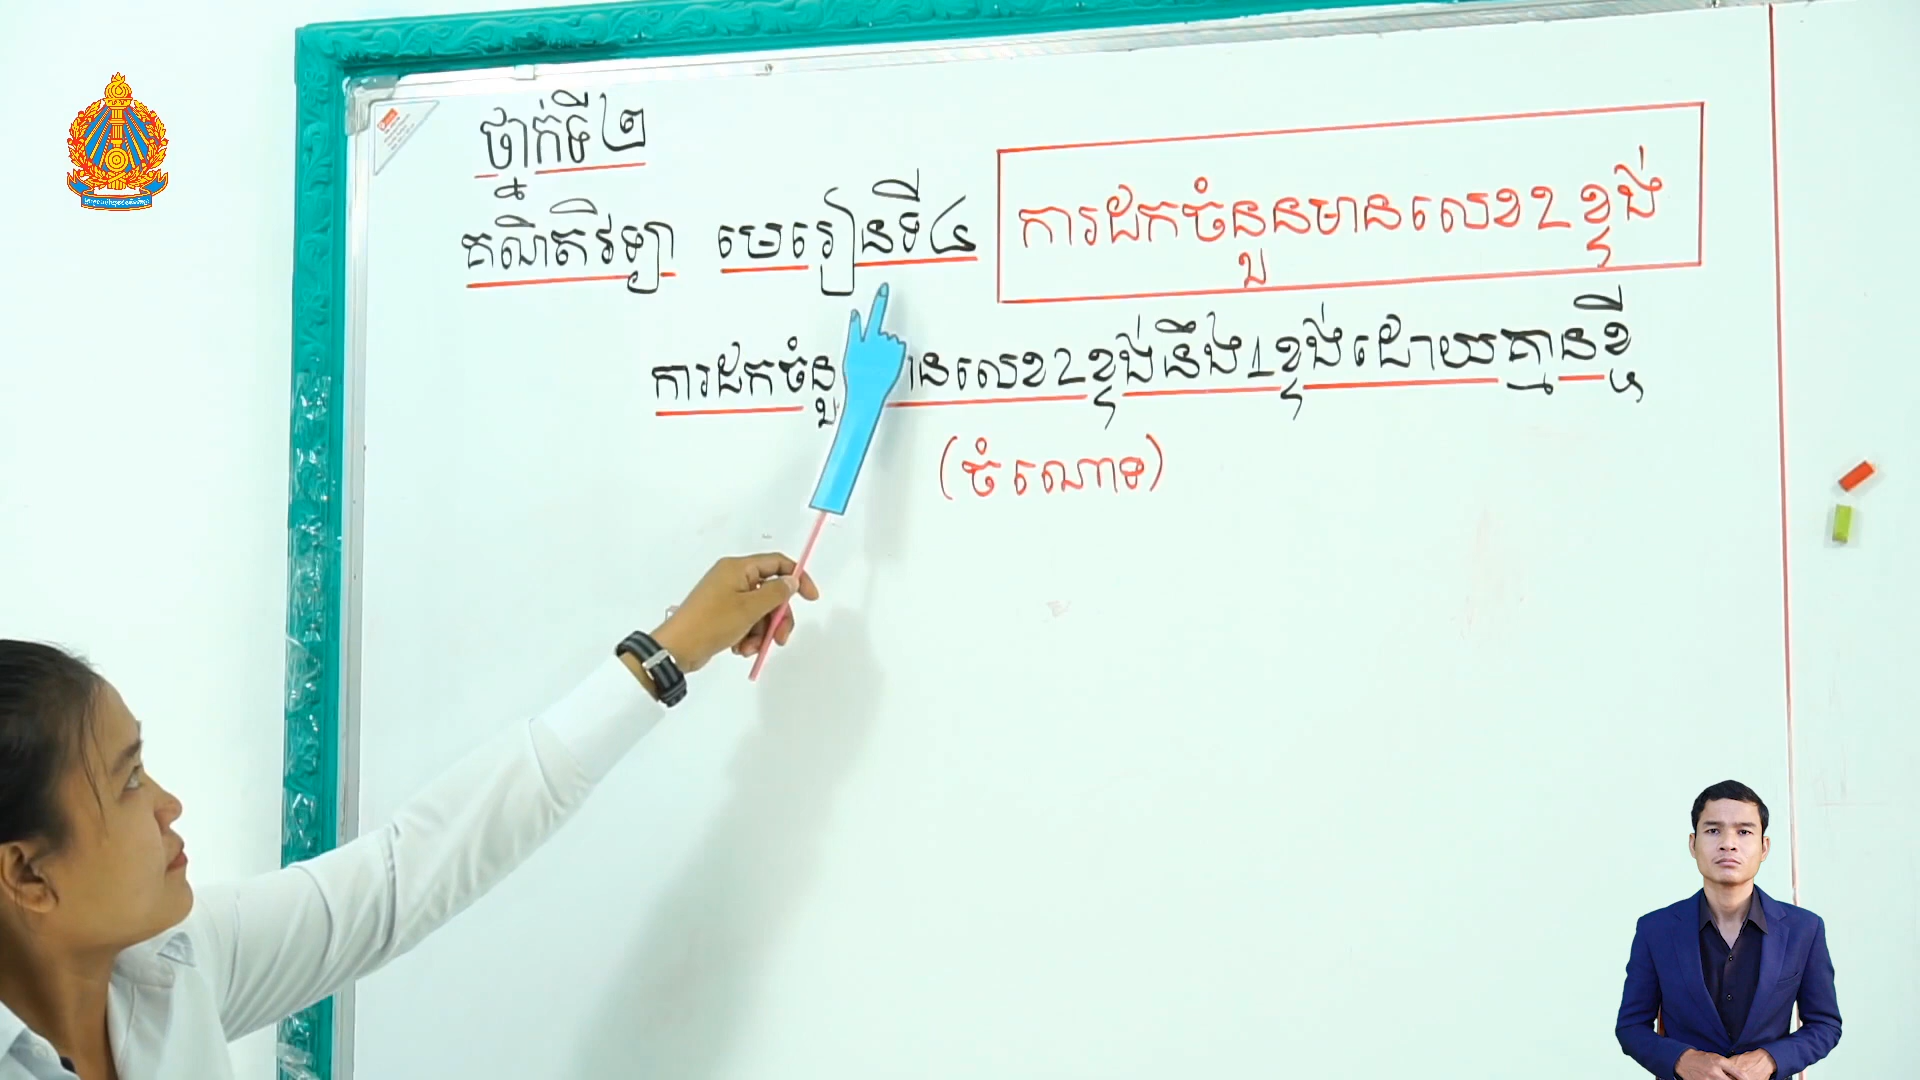 ថ្នាក់ទី២
គណិតវិទ្យា មេរៀនទី៤ ការដកចំនួនមានលេខ2ខ្ទង់
ការដកចំនួ ានលេខ2ខ្ទង់នឹង1ខ្ទង់ដោយគ្មានខ្ចី
(ចំណោទ)